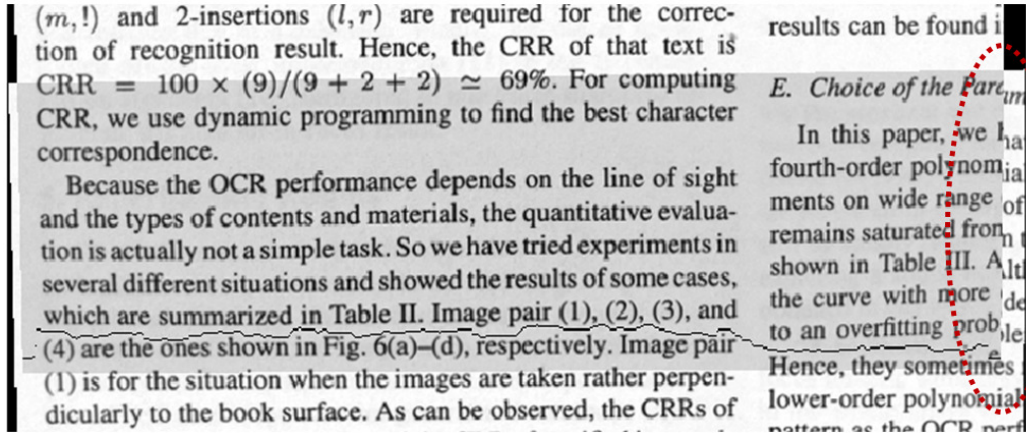 (m,!) and 2-insertions (l,r) are required for the correc-
tion of recognition result. Hence, the CRR of that text is
CRR = 100 × (9)/(9 + 2 + 2) ≃ 69%. For computing
CRR, we use dynamic programming to find the best character
correspondence.
Because the OCR performance depends on the line of sight
and the types of contents and materials, the quantitative evalua-
tion is actually not a simple task. So we have tried experiments in
several different situations and showed the results of some cases,
which are summarized in Table II. Image pair (1), (2), (3), and
(4) are the ones shown in Fig. 6(a)–(d), respectively. Image pair
(1) is for the situation when the images are taken rather perpen-
dicularly to the book surface. As can be observed, the CRRs of
results can be found
E. Choice of the
In this paper, we
fourth-order
ments on wide range of
remains saturated from
shown in Table III.
the curve with more
to an overfitting
Hence, they sometimes
lower-order polynomial
pattern as the OCR